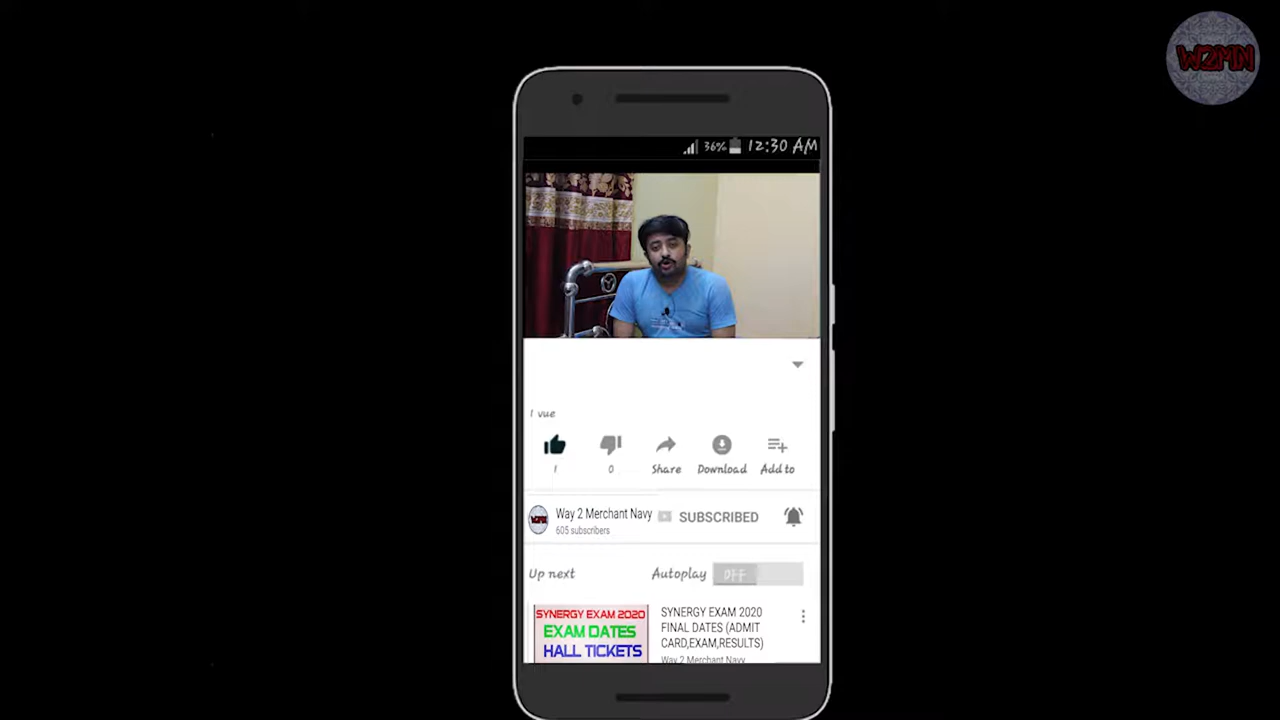 W2MN
36% 12:30 AM
1 vue
1 0 Share Download Add to
Way 2 Merchant Navy SUBSCRIBED
605 subscribers
Up next Autoplay OFF
SYNERGY EXAM 2020
EXAM DATES
HALL TICKETS
SYNERGY EXAM 2020
FINAL DATES (ADMIT
CARD,EXAM,RESULTS)
Way 2 Merchant Navy